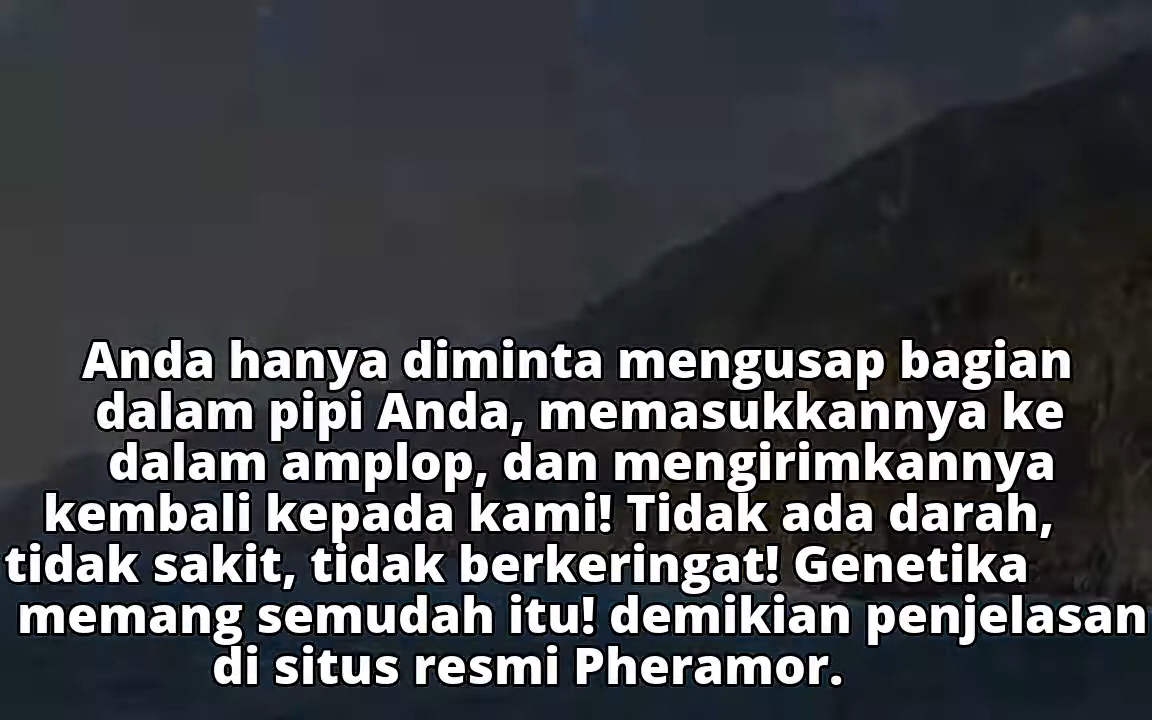 Anda hanya diminta mengusap bagian
dalam pipi Anda, memasukkannya ke
dalam amplop, dan mengirimkannya
kembali kepada kami! Tidak ada darah,
tidak sakit, tidak berkeringat! Genetika
memang semudah itu! demikian penjelasan
di situs resmi Pheramor.